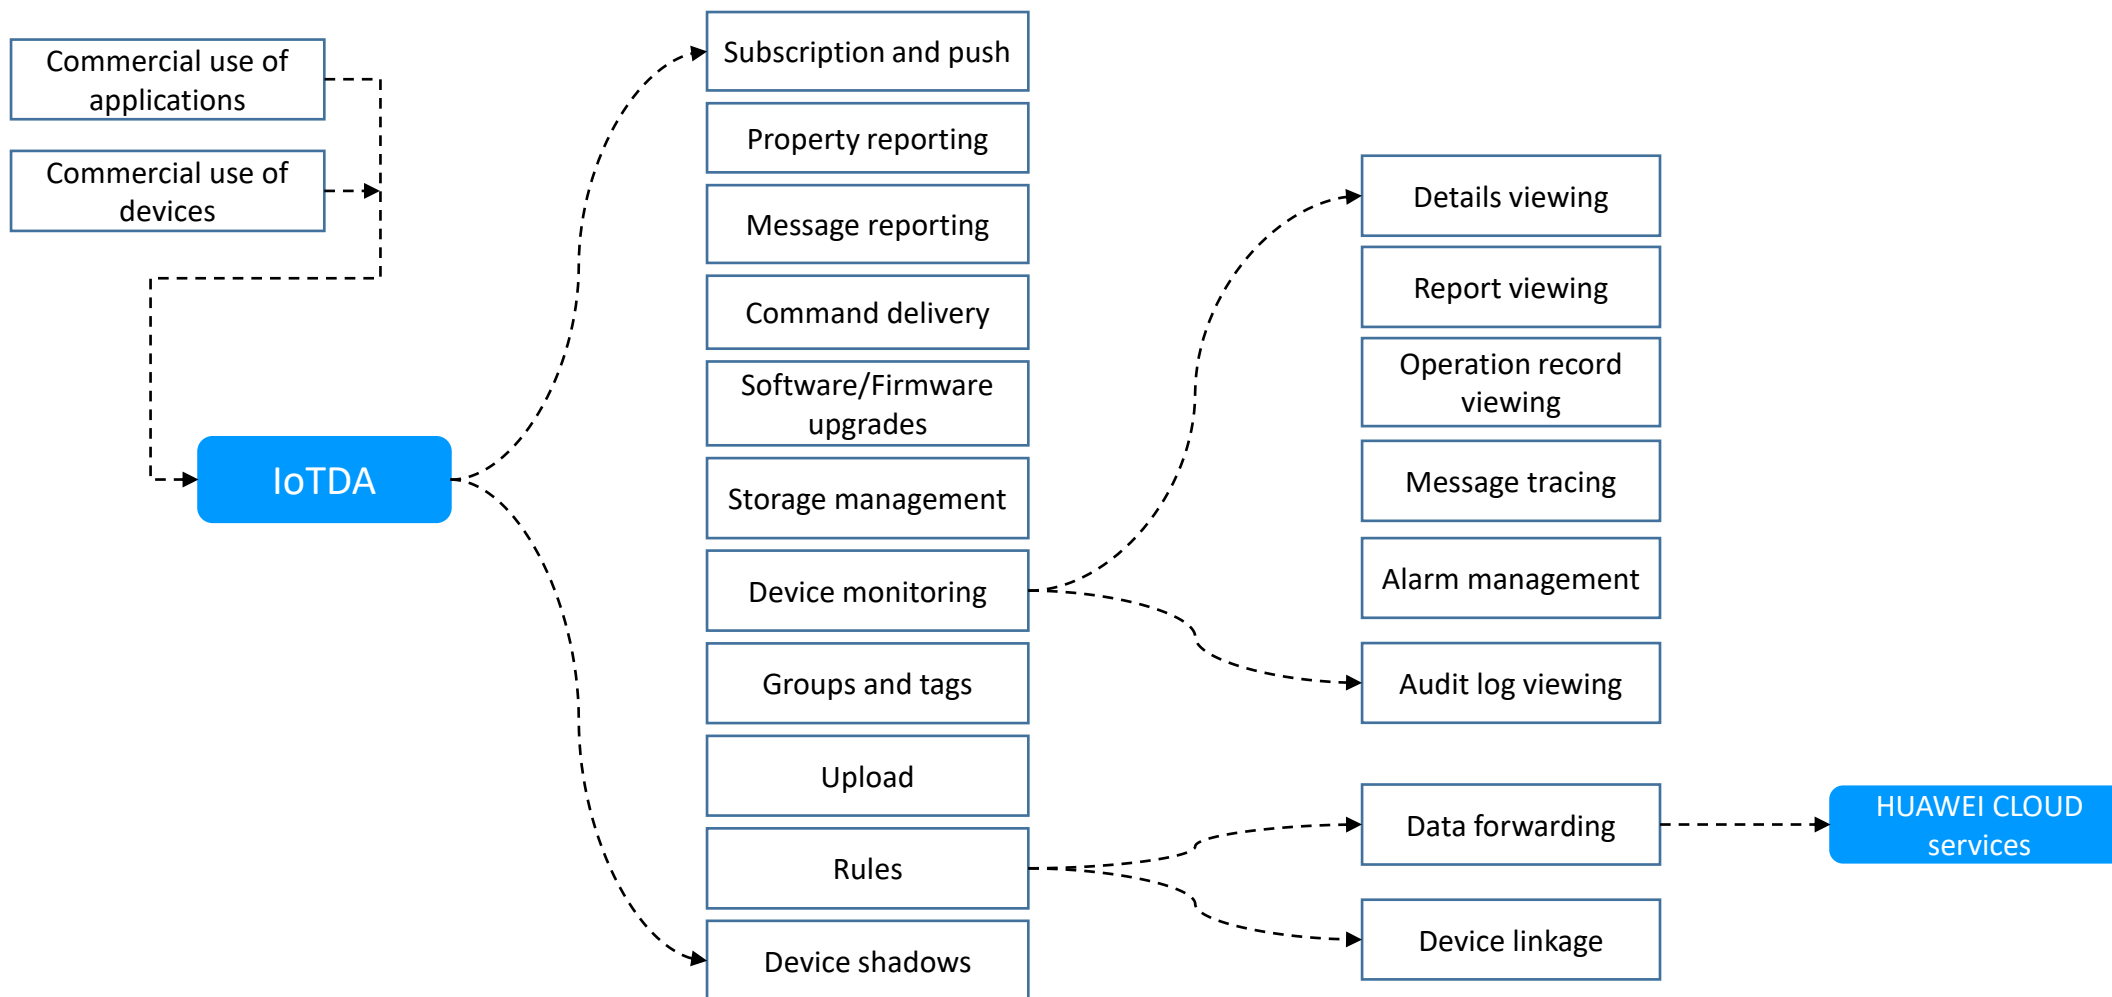 Commercial use of
applications
Commercial use of
devices
IoTDA
Subscription and push
Property reporting
Message reporting
Command delivery
Software/Firmware
upgrades
Storage management
Device monitoring
Groups and tags
Upload
Rules
Device shadows
Details viewing
Report viewing
Operation record
viewing
Message tracing
Alarm management
Audit log viewing
Data forwarding
Device linkage
HUAWEI CLOUD
services